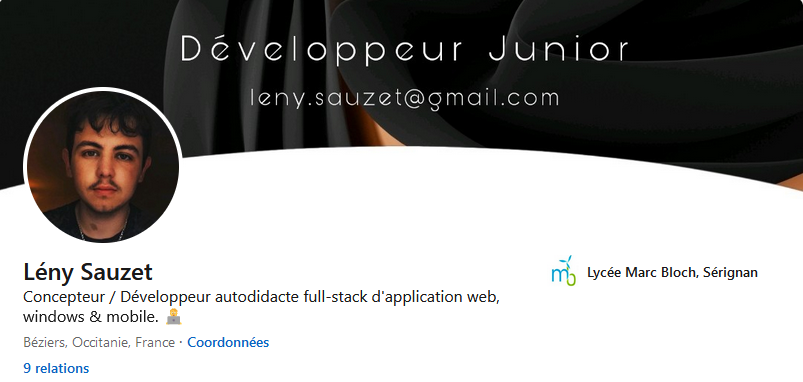 Développeur Junior
leny.sauzet@gmail.com
Lény Sauzet
Lycée Marc Bloch, Sérignan
Concepteur / Développeur autodidacte full-stack d'application web,
windows & mobile. 🧑‍💻
Béziers, Occitanie, France · Coordonnées
9 relations